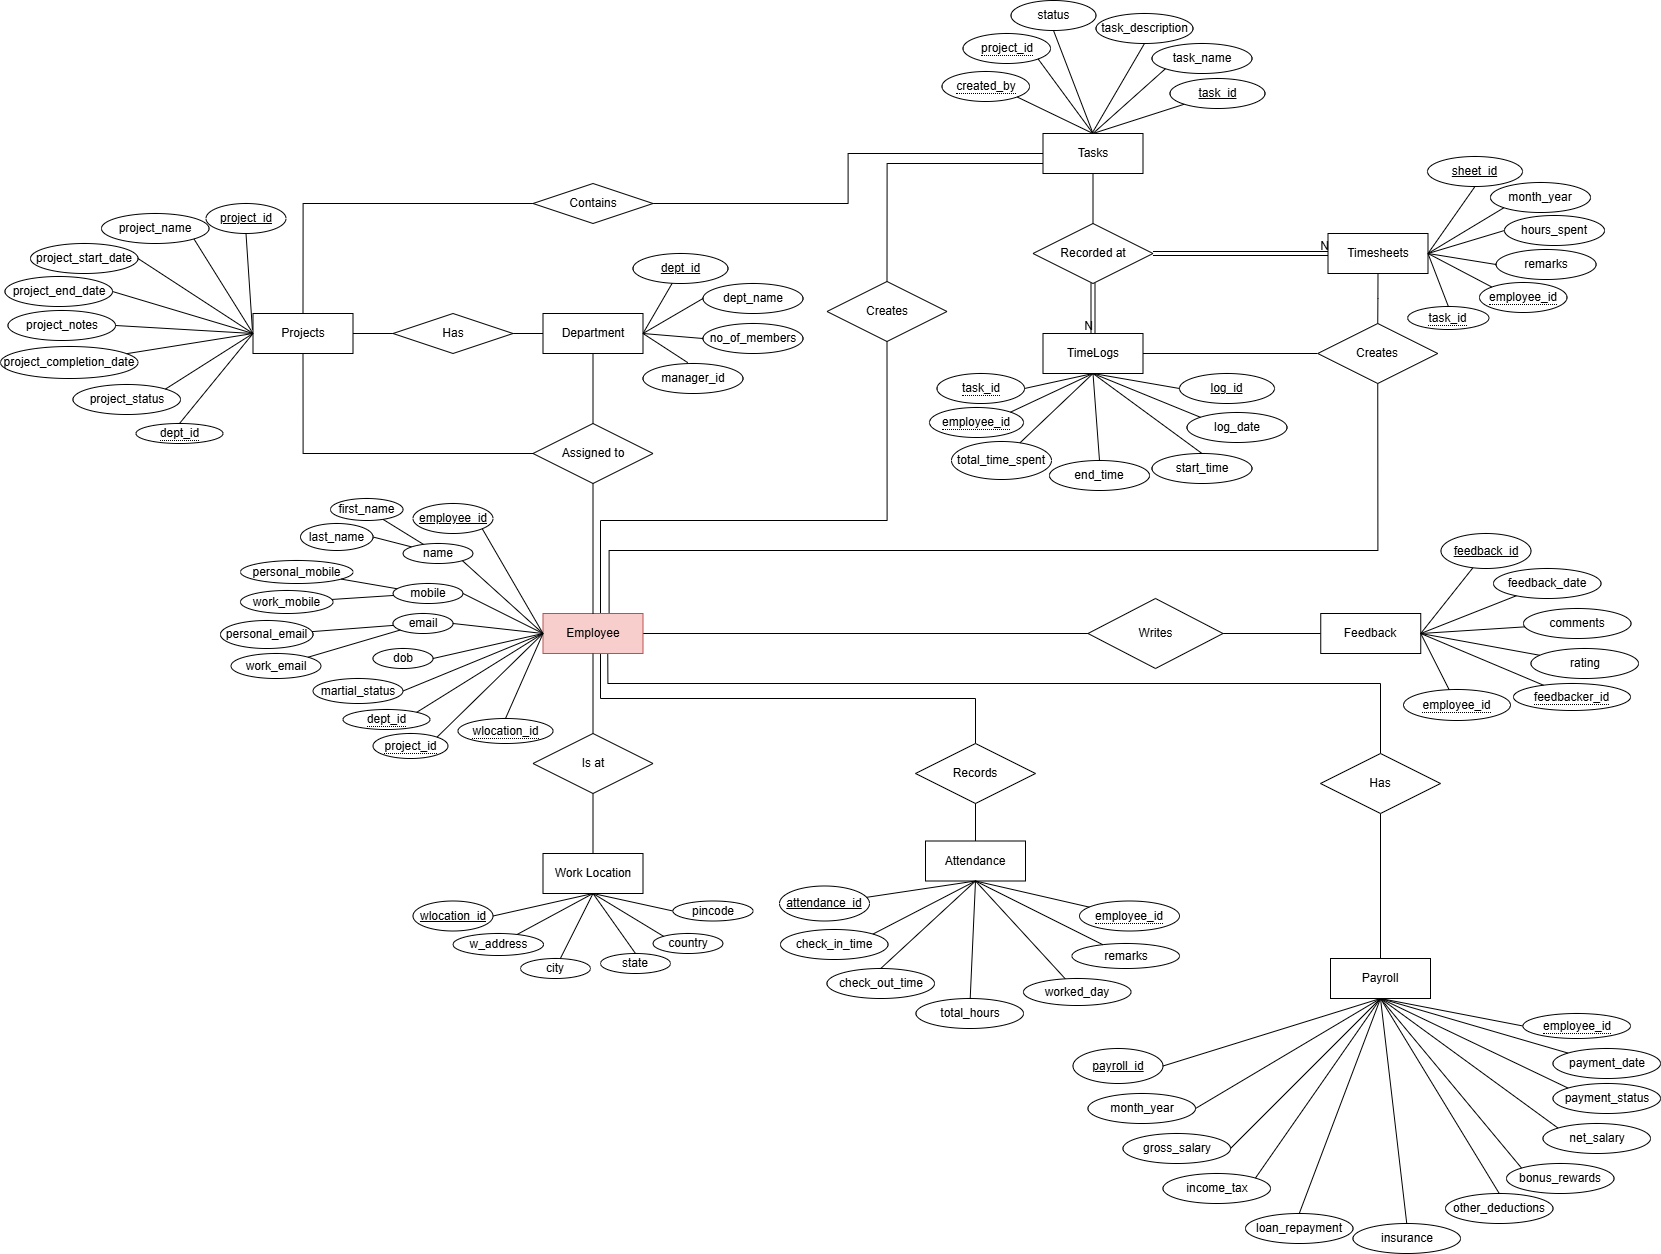 status
task_description
project_id
task_name
created_by
task_id
Tasks
sheet_id
month_year
hours_spent
remarks
employee_id
task_id
Timesheets
N
Recorded at
Contains
project_id
project_name
project_start_date
project_end_date
project_notes
project_completion_date
project_status
dept_id
Projects
Has
Department
dept_id
dept_name
no_of_members
manager_id
Creates
N
TimeLogs
Creates
task_id
employee_id
total_time_spent
end_time
start_time
log_date
log_id
Assigned to
first_name
employee_id
last_name
name
personal_mobile
mobile
work_mobile
email
personal_email
work_email
dob
martial_status
dept_id
project_id
wlocation_id
Employee
Writes
Feedback
feedback_id
feedback_date
comments
rating
feedbacker_id
employee_id
Is at
Records
Has
Work Location
wlocation_id
w_address
city
state
country
pincode
Attendance
attendance_id
check_in_time
check_out_time
total_hours
worked_day
remarks
employee_id
Payroll
payroll_id
month_year
gross_salary
income_tax
loan_repayment
insurance
other_deductions
bonus_rewards
net_salary
payment_status
payment_date
employee_id